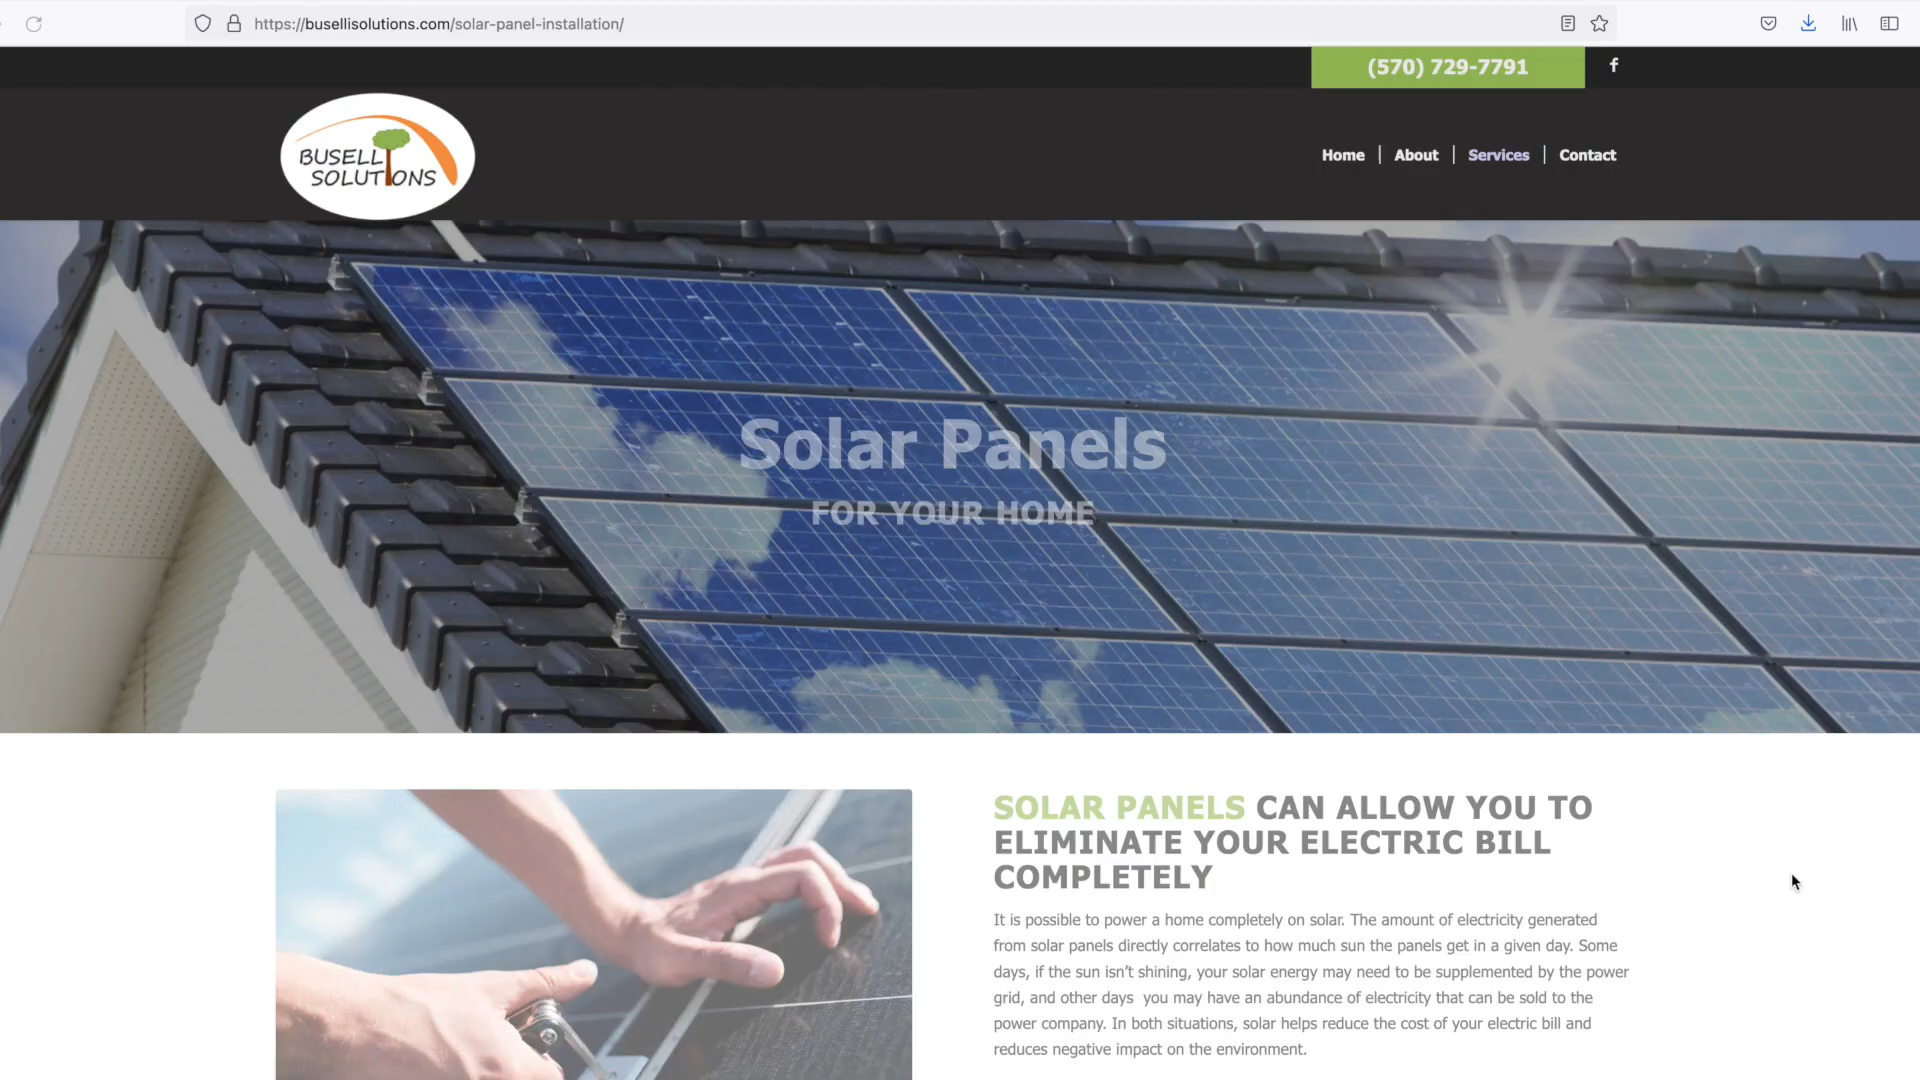 https://busellisolutions.com/solar-panel-installation/
(570) 729-7791
f
BUSELLI
SOLUTIONS
Home
About
Services
Contact
Solar Panels
FOR YOUR HOME
SOLAR PANELS CAN ALLOW YOU TO
ELIMINATE YOUR ELECTRIC BILL
COMPLETELY
It is possible to power a home completely on solar. The amount of electricity generated
from solar panels directly correlates to how much sun the panels get in a given day. Some
days, if the sun isn’t shining, your solar energy may need to be supplemented by the power
grid, and other days  you may have an abundance of electricity that can be sold to the
power company. In both situations, solar helps reduce the cost of your electric bill and
reduces negative impact on the environment.